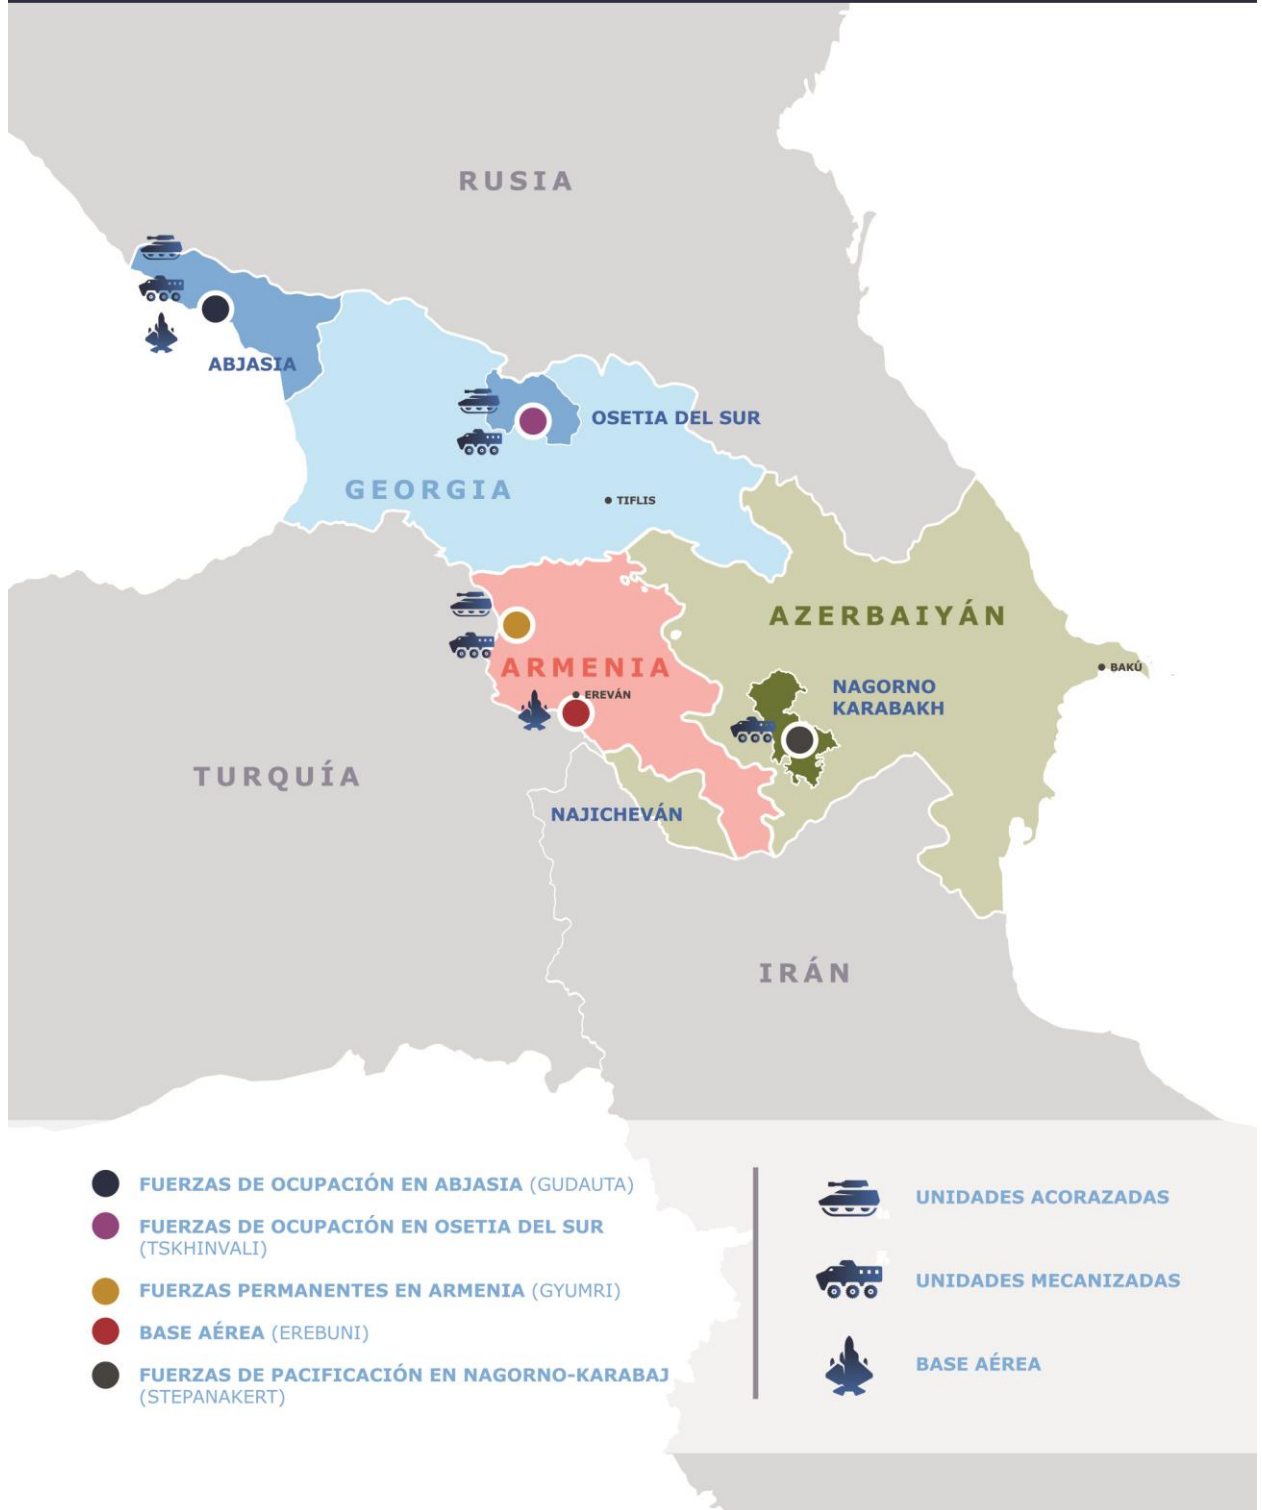 RUSIA
ABJASIA
OSETIA DEL SUR
GEORGIA
TIFLIS
AZERBAIYÁN
ARMENIA
BAKÚ
EREVÁN
NAGORNO
KARABAKH
TURQUÍA
NAJICHEVÁN
IRÁN
FUERZAS DE OCUPACIÓN EN ABJASIA (GUDAUTA)
FUERZAS DE OCUPACIÓN EN OSETIA DEL SUR
(TSKHINVALI)
FUERZAS PERMANENTES EN ARMENIA (GYUMRI)
BASE AÉREA (EREBUNI)
FUERZAS DE PACIFICACIÓN EN NAGORNO-KARABAJ
(STEPANAKERT)
UNIDADES ACORAZADAS
UNIDADES MECANIZADAS
BASE AÉREA